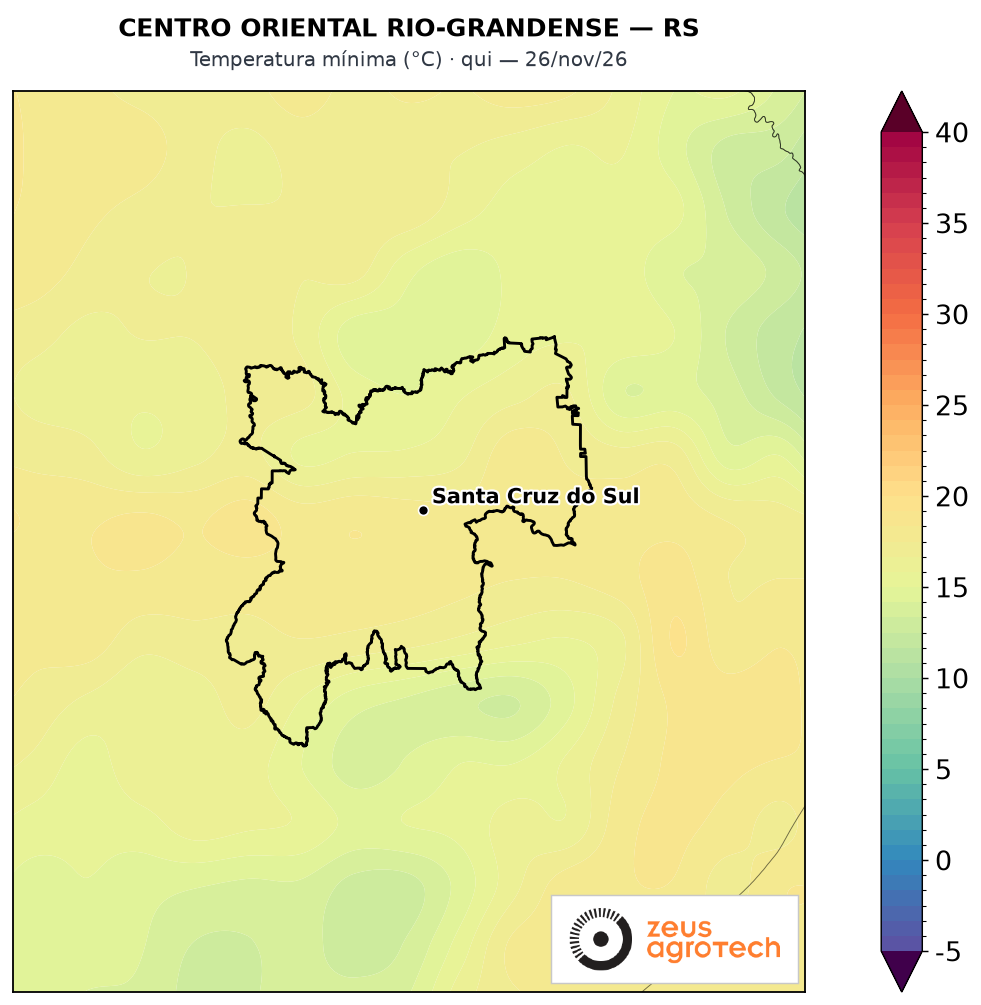 CENTRO ORIENTAL RIO-GRANDENSE — RS
Temperatura mínima (°C) · qui — 26/nov/26
40
35
30
25
20
15
10
5
0
-5
Santa Cruz do Sul
zeus
agrotech